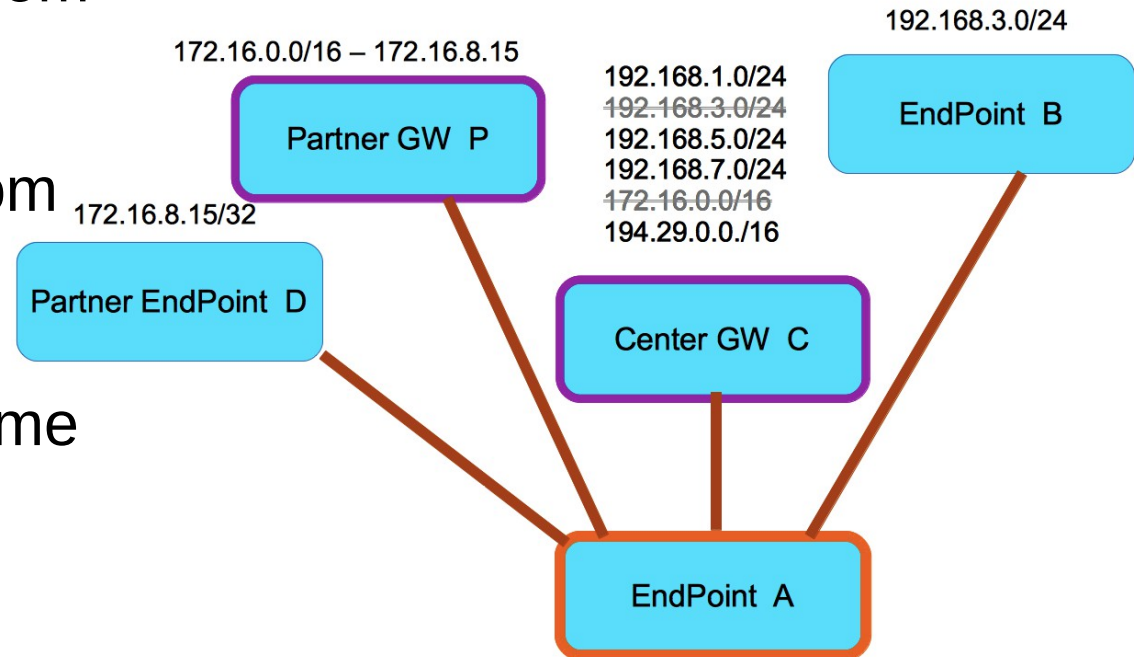 192.168.3.0/24
172.16.0.0/16 – 172.16.8.15
192.168.1.0/24
192.168.3.0/24
192.168.5.0/24
192.168.7.0/24
172.16.0.0/16
194.29.0.0./16
EndPoint B
Partner GW P
172.16.8.15/32
Partner EndPoint D
Center GW C
EndPoint A